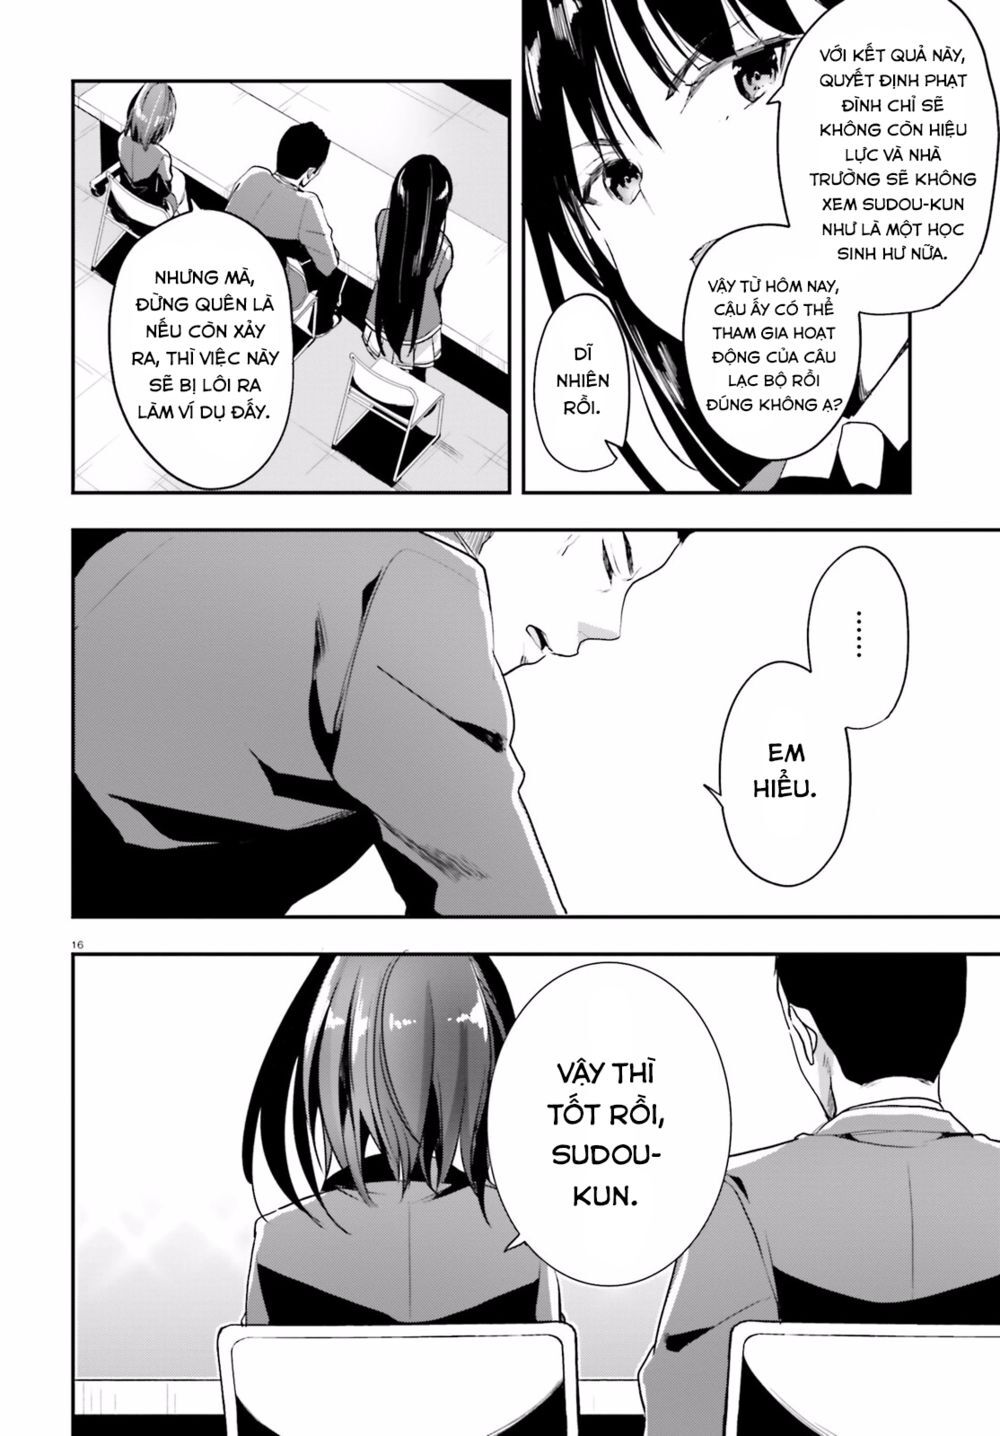 VỚI KẾT QUẢ NÀY,
QUYẾT ĐỊNH PHẠT
ĐÌNH CHỈ SẼ
KHÔNG CÒN HIỆU
LỰC VÀ NHÀ
TRƯỜNG SẼ KHÔNG
XEM SUDOU-KUN
NHƯ LÀ MỘT HỌC
SINH HƯ NỮA.
VẬY TỪ HÔM NAY,
CẬU ẤY CÓ THỂ
THAM GIA HOẠT
ĐỘNG CỦA CÂU
LẠC BỘ RỒI
ĐÚNG KHÔNG Ạ?
DĨ
NHIÊN
RỒI.
NHƯNG MÀ,
ĐỪNG QUÊN LÀ
NẾU CÒN XẢY
RA, THÌ VIỆC NÀY
SẼ BỊ LÔI RA
LÀM VÍ DỤ ĐẤY.
......
EM
HIỂU.
16
VẬY THÌ
TỐT RỒI,
SUDOU-
KUN.